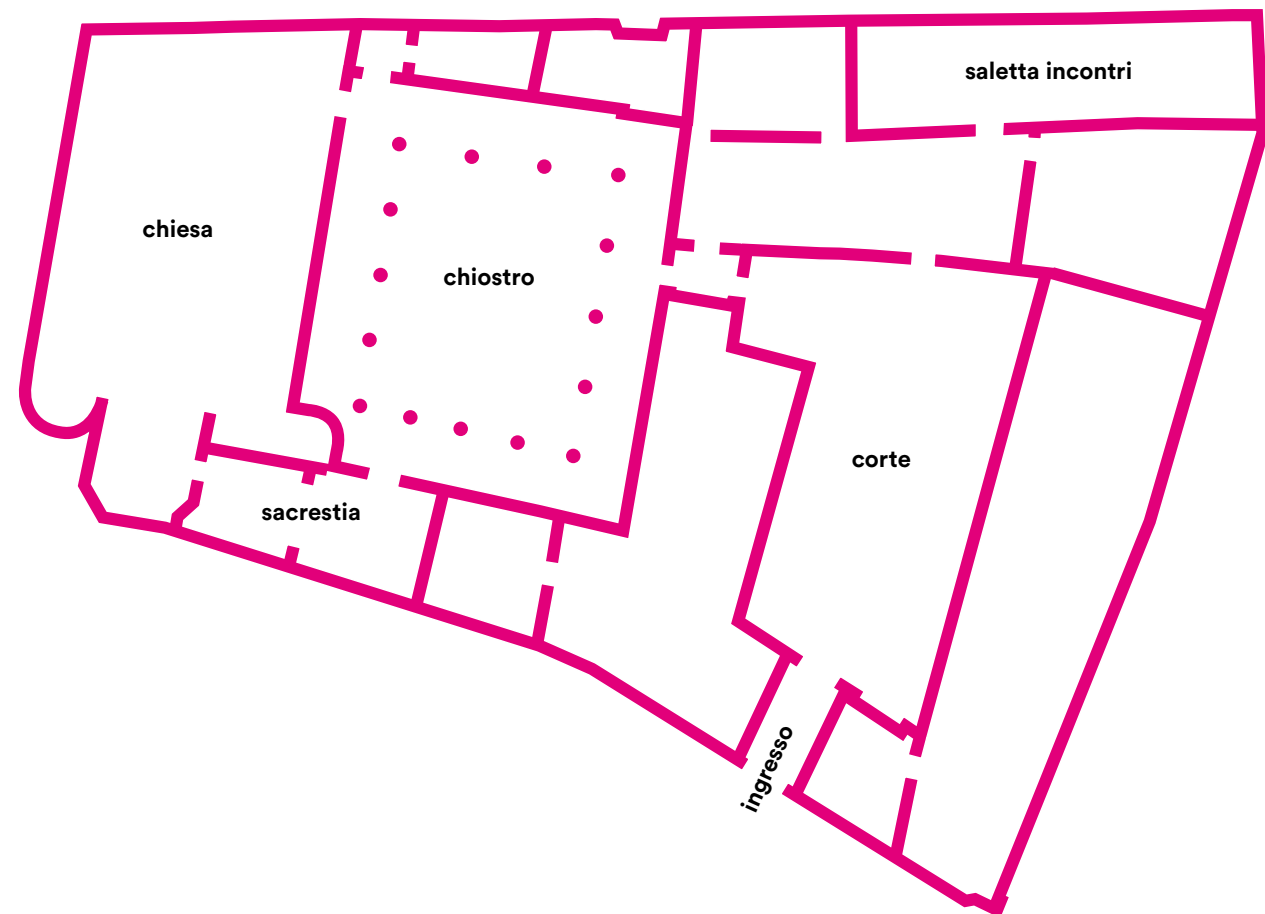 saletta incontri
chiesa
chiostro
corte
sacrestia
ingresso